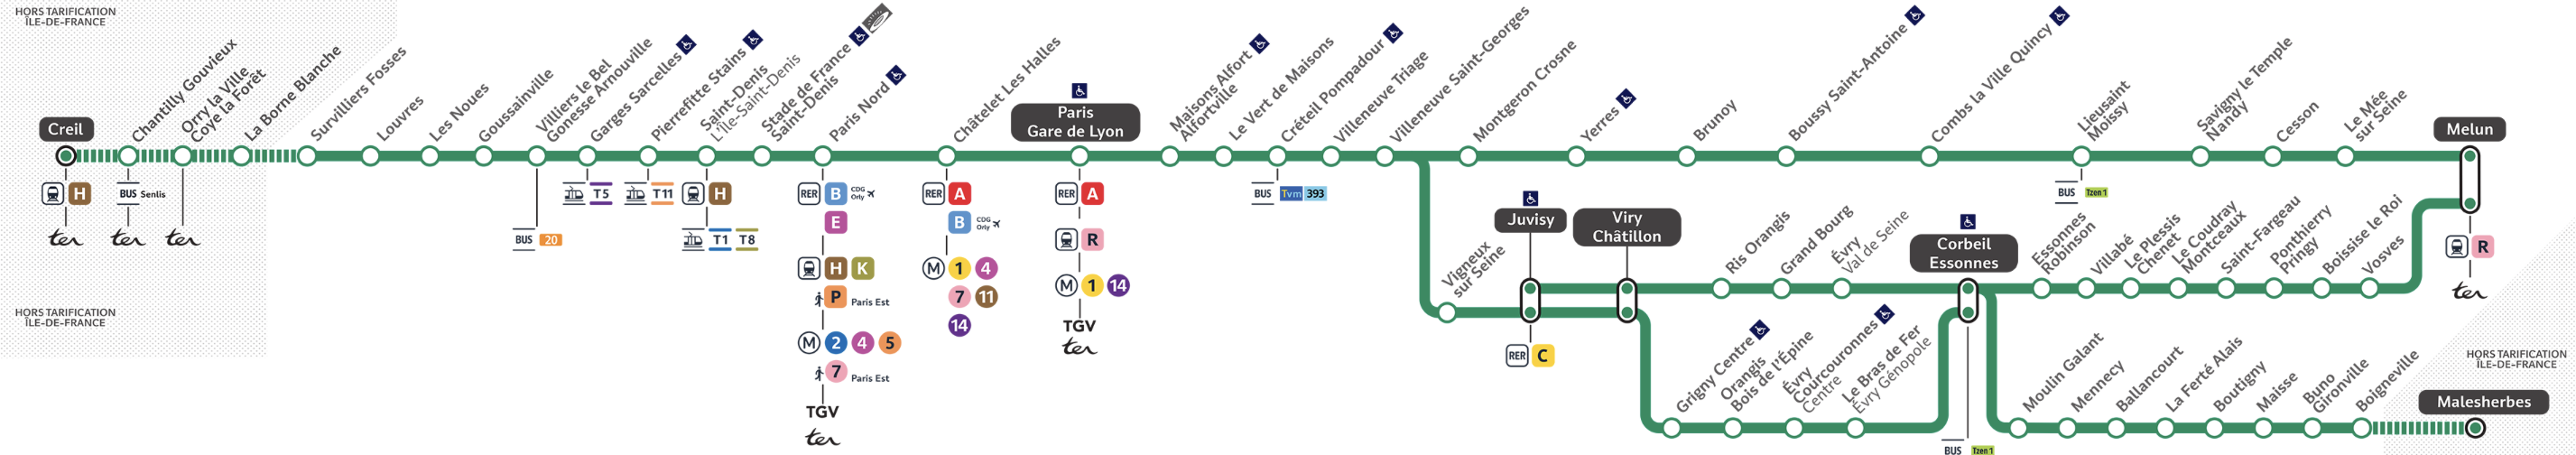 HORS TARIFICATION
ÎLE-DE-FRANCE
Creil
Chantilly Gouvieux
Orry la Ville
Coye la Forêt
La Borne Blanche
Survilliers Fosses
Louvres
Les Noues
Goussainville
Villiers le Bel
Gonesse Arnouville
Garges Sarcelles
Pierrefitte Stains
Saint-Denis
L'Île-Saint-Denis
Stade de France
Saint-Denis
Paris Nord
Châtelet Les Halles
Paris
Gare de Lyon
Maisons Alfort
Alfortville
Le Vert de Maisons
Créteil Pompadour
Villeneuve Triage
Villeneuve Saint-Georges
Montgeron Crosne
Yerres
Brunoy
Boussy Saint-Antoine
Combs la Ville Quincy
Lieusaint
Moissy
Savigny le Temple
Nandy
Cesson
Le Mée
sur Seine
Melun
H
ter
BUS Senlis
ter
ter
BUS 20
T5
T11
H
T1 T8
RER B CDG
Orly
E
H K
P Paris Est
M 2 4 5
7 Paris Est
TGV
ter
RER A
B CDG
Orly
M 1 4
7 11
14
RER A
R
M 1 14
TGV
ter
BUS Tvm 393
BUS Tzen 1
R
ter
Vigneux
sur Seine
Juvisy
RER C
Viry
Châtillon
Ris Orangis
Grand Bourg
Évry
Val de Seine
Corbeil
Essonnes
Essonnes
Robinson
Villabé
Le Plessis
Chenet
Le Coudray
Montceaux
Saint-Fargeau
Ponthierry
Pringy
Boissise le Roi
Vosves
Grigny Centre
Orangis
Bois de l'Épine
Évry
Courcouronnes
Centre
Le Bras de Fer
Évry Génopole
BUS Tzen 1
Moulin Galant
Mennecy
Ballancourt
La Ferté Alais
Boutigny
Maisse
Buno
Gironville
Boigneville
Malesherbes
HORS TARIFICATION
ÎLE-DE-FRANCE
HORS TARIFICATION
ÎLE-DE-FRANCE